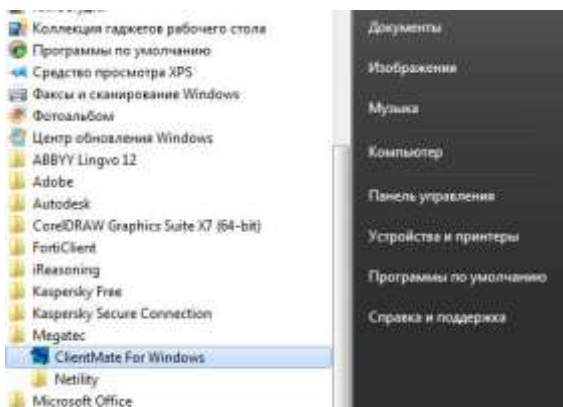 Коллекция гаджетов рабочего стола
Программы по умолчанию
Средство просмотра XPS
Факсы и сканирование Windows
Фотоальбом
Центр обновления Windows
ABBYY Lingvo 12
Adobe
Autodesk
CorelDRAW Graphics Suite X7 (64-bit)
FortiClient
iReasoning
Kaspersky Free
Kaspersky Secure Connection
Megatec
ClientMate For Windows
Netility
Microsoft Office
Документы
Изображения
Музыка
Компьютер
Панель управления
Устройства и принтеры
Программы по умолчанию
Справка и поддержка